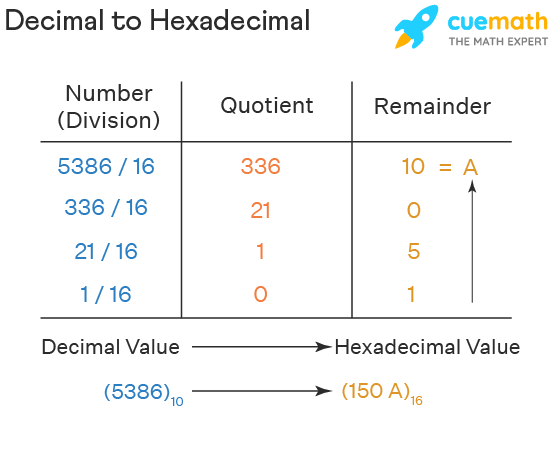 Decimal to Hexadecimal
cuemath
THE MATH EXPERT
Number (Division) Quotient Remainder
5386 / 16 336 10 = A
336 / 16 21 0
21 / 16 1 5
1 / 16 0 1
Decimal Value Hexadecimal Value
(5386)10 (150 A)16